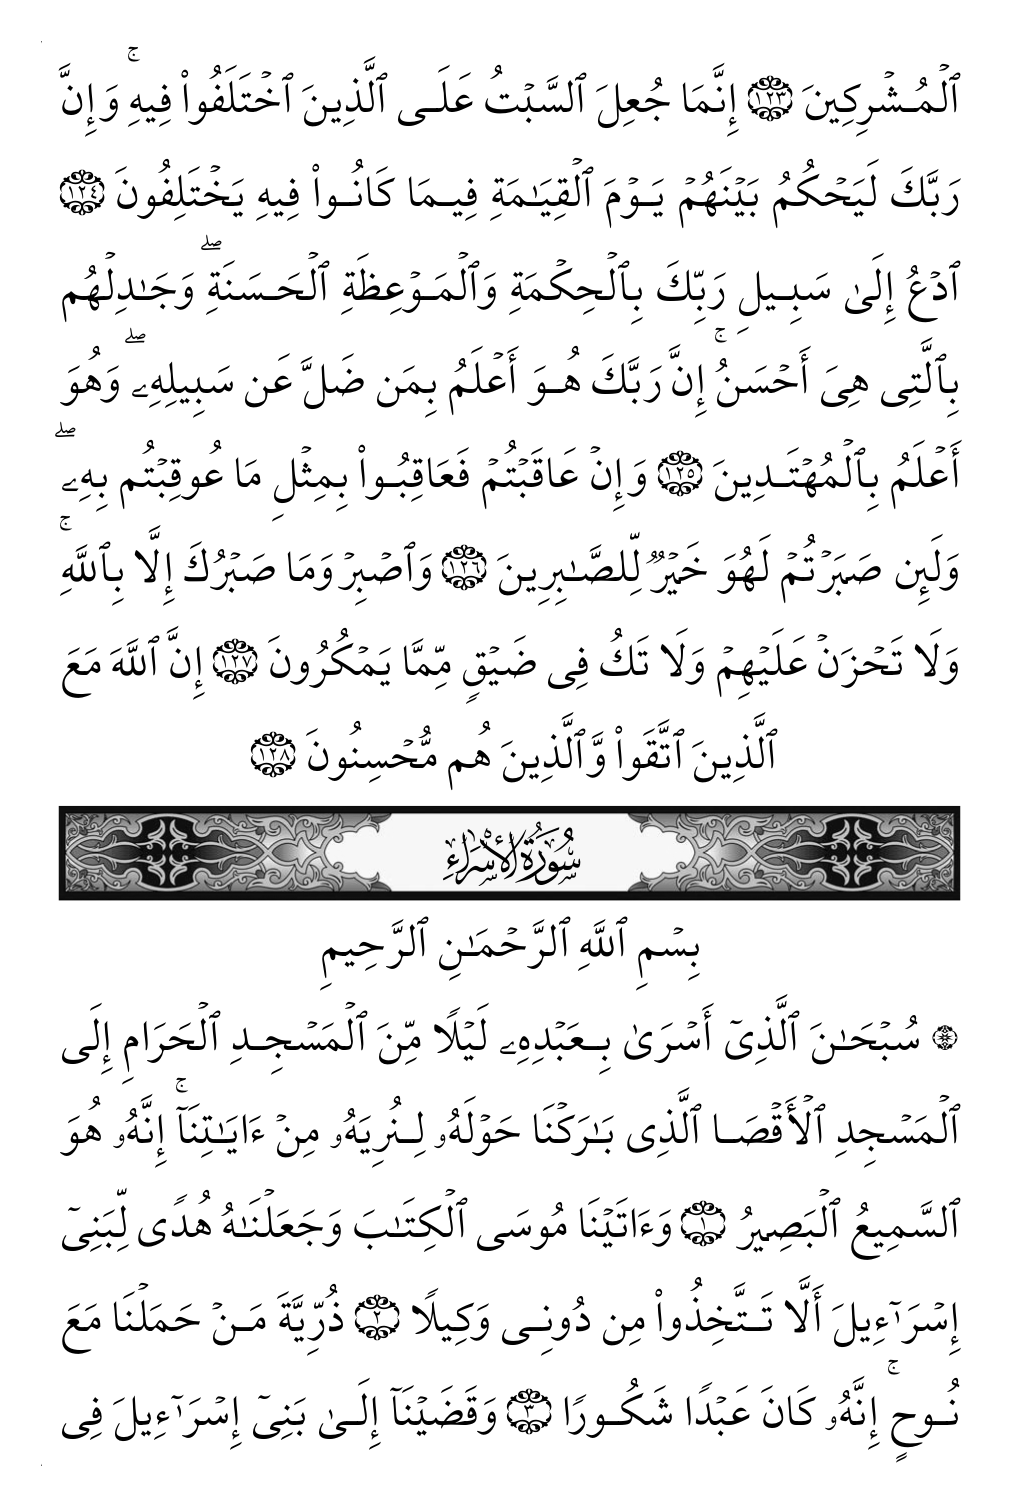 ٱلْمُشْرِكِينَ ١٢٣ إِنَّمَا جُعِلَ ٱلسَّبْتُ عَلَى ٱلَّذِينَ ٱخْتَلَفُوا۟ فِيهِ ۚ وَإِنَّ
رَبَّكَ لَيَحْكُمُ بَيْنَهُمْ يَوْمَ ٱلْقِيَـٰمَةِ فِيمَا كَانُوا۟ فِيهِ يَخْتَلِفُونَ ١٢٤
ٱدْعُ إِلَىٰ سَبِيلِ رَبِّكَ بِٱلْحِكْمَةِ وَٱلْمَوْعِظَةِ ٱلْحَسَنَةِ ۖ وَجَـٰدِلْهُم
بِٱلَّتِى هِىَ أَحْسَنُ ۚ إِنَّ رَبَّكَ هُوَ أَعْلَمُ بِمَن ضَلَّ عَن سَبِيلِهِۦ ۖ وَهُوَ
أَعْلَمُ بِٱلْمُهْتَدِينَ ١٢٥ وَإِنْ عَاقَبْتُمْ فَعَاقِبُوا۟ بِمِثْلِ مَا عُوقِبْتُم بِهِۦ ۖ
وَلَئِن صَبَرْتُمْ لَهُوَ خَيْرٌ لِّلصَّـٰبِرِينَ ١٢٦ وَٱصْبِرْ وَمَا صَبْرُكَ إِلَّا بِٱللَّهِ ۚ
وَلَا تَحْزَنْ عَلَيْهِمْ وَلَا تَكُ فِى ضَيْقٍ مِّمَّا يَمْكُرُونَ ١٢٧ إِنَّ ٱللَّهَ مَعَ
ٱلَّذِينَ ٱتَّقَوا۟ وَّٱلَّذِينَ هُم مُّحْسِنُونَ ١٢٨
سُورَةُ الإِسْرَاءِ
بِسْمِ ٱللَّهِ ٱلرَّحْمَـٰنِ ٱلرَّحِيمِ
۞ سُبْحَـٰنَ ٱلَّذِىٓ أَسْرَىٰ بِعَبْدِهِۦ لَيْلًا مِّنَ ٱلْمَسْجِدِ ٱلْحَرَامِ إِلَى
ٱلْمَسْجِدِ ٱلْأَقْصَا ٱلَّذِى بَـٰرَكْنَا حَوْلَهُۥ لِنُرِيَهُۥ مِنْ ءَايَـٰتِنَآ ۚ إِنَّهُۥ هُوَ
ٱلسَّمِيعُ ٱلْبَصِيرُ ١ وَءَاتَيْنَا مُوسَى ٱلْكِتَـٰبَ وَجَعَلْنَـٰهُ هُدًى لِّبَنِىٓ
إِسْرَٰٓءِيلَ أَلَّا تَتَّخِذُوا۟ مِن دُونِى وَكِيلًا ٢ ذُرِّيَّةَ مَنْ حَمَلْنَا مَعَ
نُوحٍ ۚ إِنَّهُۥ كَانَ عَبْدًا شَكُورًا ٣ وَقَضَيْنَآ إِلَىٰ بَنِىٓ إِسْرَٰٓءِيلَ فِى